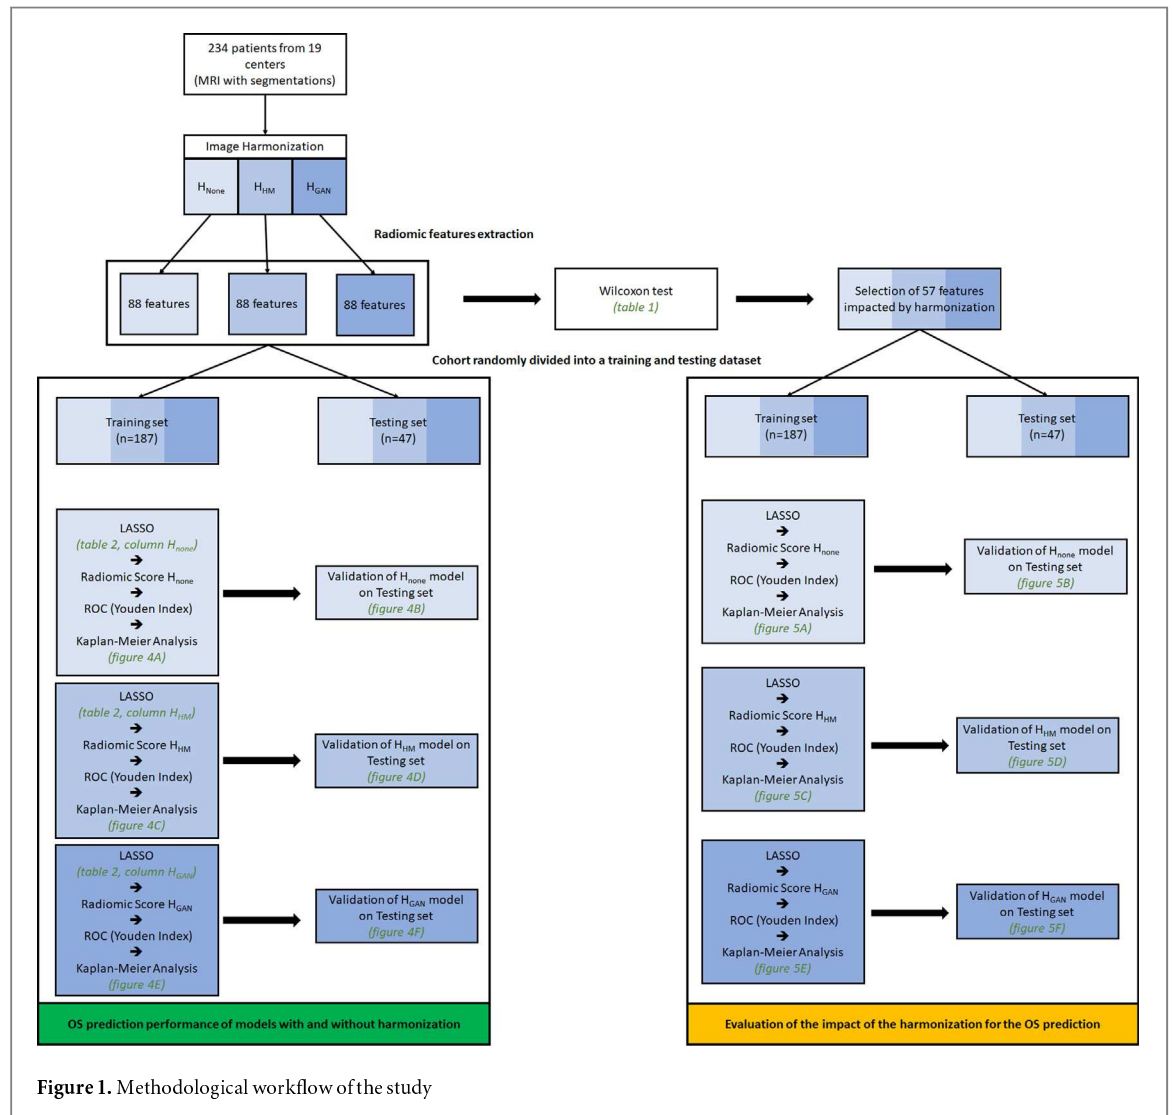 234 patients from 19
centers
(MRI with segmentations)
Image Harmonization
HNone
HHM
HGAN
Radiomic features extraction
88 features
88 features
88 features
Wilcoxon test
(table 1)
Selection of 57 features
impacted by harmonization
Cohort randomly divided into a training and testing dataset
Training set
(n=187)
Testing set
(n=47)
LASSO
(table 2, column Hnone)
➔
Radiomic Score Hnone
➔
ROC (Youden Index)
➔
Kaplan-Meier Analysis
(figure 4A)
Validation of Hnone model
on Testing set
(figure 4B)
LASSO
(table 2, column HHM)
➔
Radiomic Score HHM
➔
ROC (Youden Index)
➔
Kaplan-Meier Analysis
(figure 4C)
Validation of HHM model on
Testing set
(figure 4D)
LASSO
(table 2, column HGAN)
➔
Radiomic Score HGAN
➔
ROC (Youden Index)
➔
Kaplan-Meier Analysis
(figure 4E)
Validation of HGAN model
on Testing set
(figure 4F)
OS prediction performance of models with and without harmonization
Training set
(n=187)
Testing set
(n=47)
LASSO
➔
Radiomic Score Hnone
➔
ROC (Youden Index)
➔
Kaplan-Meier Analysis
(figure 5A)
Validation of Hnone model
on Testing set
(figure 5B)
LASSO
➔
Radiomic Score HHM
➔
ROC (Youden Index)
➔
Kaplan-Meier Analysis
(figure 5C)
Validation of HHM model on
Testing set
(figure 5D)
LASSO
➔
Radiomic Score HGAN
➔
ROC (Youden Index)
➔
Kaplan-Meier Analysis
(figure 5E)
Validation of HGAN model
on Testing set
(figure 5F)
Evaluation of the impact of the harmonization for the OS prediction
Figure 1. Methodological workflow of the study